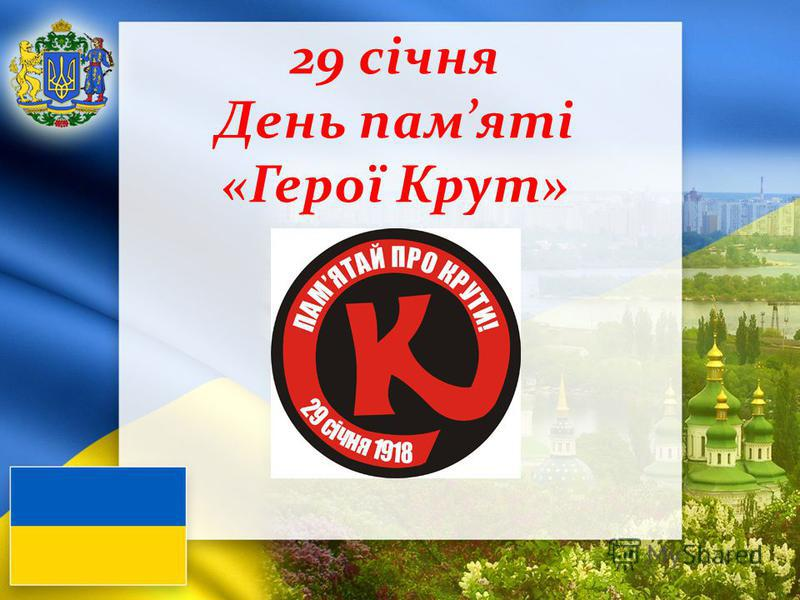 29 січня
День пам’яті
«Герої Крут»
ПАМ'ЯТАЙ ПРО КРУТИ!
К
29 січня 1918
MyShared